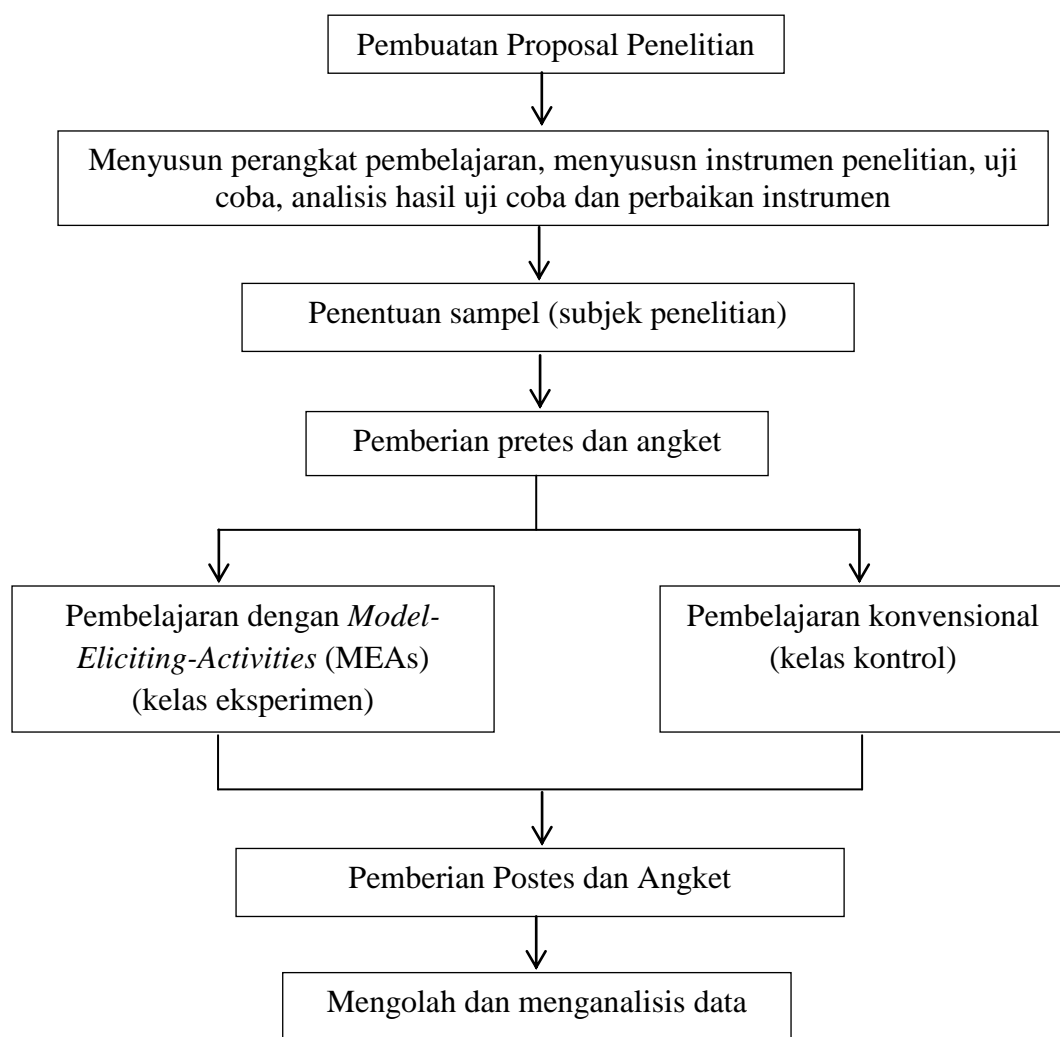 Pembuatan Proposal Penelitian
Menyusun perangkat pembelajaran, menyususn instrumen penelitian, uji
coba, analisis hasil uji coba dan perbaikan instrumen
Penentuan sampel (subjek penelitian)
Pemberian pretes dan angket
Pembelajaran dengan Model-
Eliciting-Activities (MEAs)
(kelas eksperimen)
Pembelajaran konvensional
(kelas kontrol)
Pemberian Postes dan Angket
Mengolah dan menganalisis data